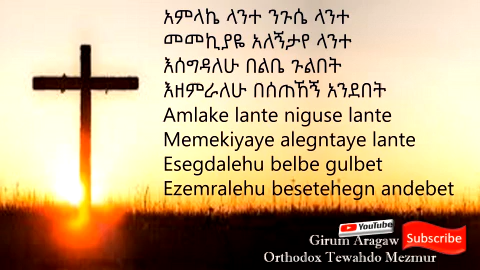 አምላኬ ላንተ ንጉሴ ላንተ
መመኪያዬ አለኝታየ ላንተ
እሰግዳለሁ በልቤ ጉልበት
እዘምራለሁ በሰጠኸኝ አንደበት
Amlake lante niguse lante
Memekiyaye alegntaye lante
Esegdalehu belbe gulbet
Ezemralehu besetehegn andebet
YouTube
Girum Aragaw Subscribe
Orthodox Tewahdo Mezmur